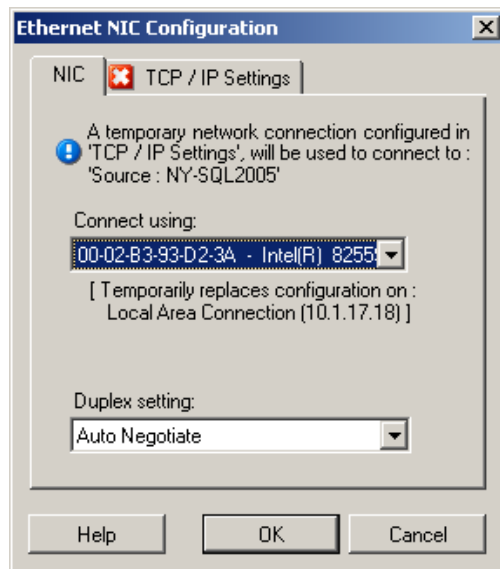 Ethernet NIC Configuration
NIC
TCP / IP Settings
A temporary network connection configured in
'TCP / IP Settings', will be used to connect to :
'Source : NY-SQL2005'
Connect using:
00-02-B3-93-D2-3A - Intel(R) 8255
[ Temporarily replaces configuration on :
Local Area Connection (10.1.17.18) ]
Duplex setting:
Auto Negotiate
Help
OK
Cancel